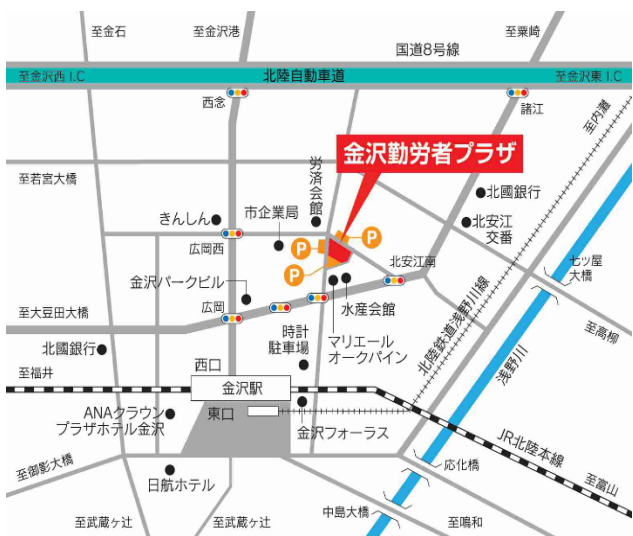 至金石
至金沢港
至粟崎
国道8号線
至金沢西 I.C
北陸自動車道
至金沢東 I.C
西念
諸江
至内灘
金沢勤労者プラザ
労済会館
至若宮大橋
北國銀行
きんしん
市企業局
北安江
交番
P
P
P
広岡西
北安江南
七ッ屋
大橋
金沢パークビル
水産会館
北陸鉄道浅野川線
至大豆田大橋
広岡
マリエール
オークパイン
時計
駐車場
至高柳
浅野川
北國銀行
至福井
西口
金沢駅
東口
ANAクラウン
プラザホテル金沢
金沢フォーラス
JR北陸本線
至御影大橋
日航ホテル
応化橋
至富山
中島大橋
至武蔵ヶ辻
至武蔵ヶ辻
至鳴和